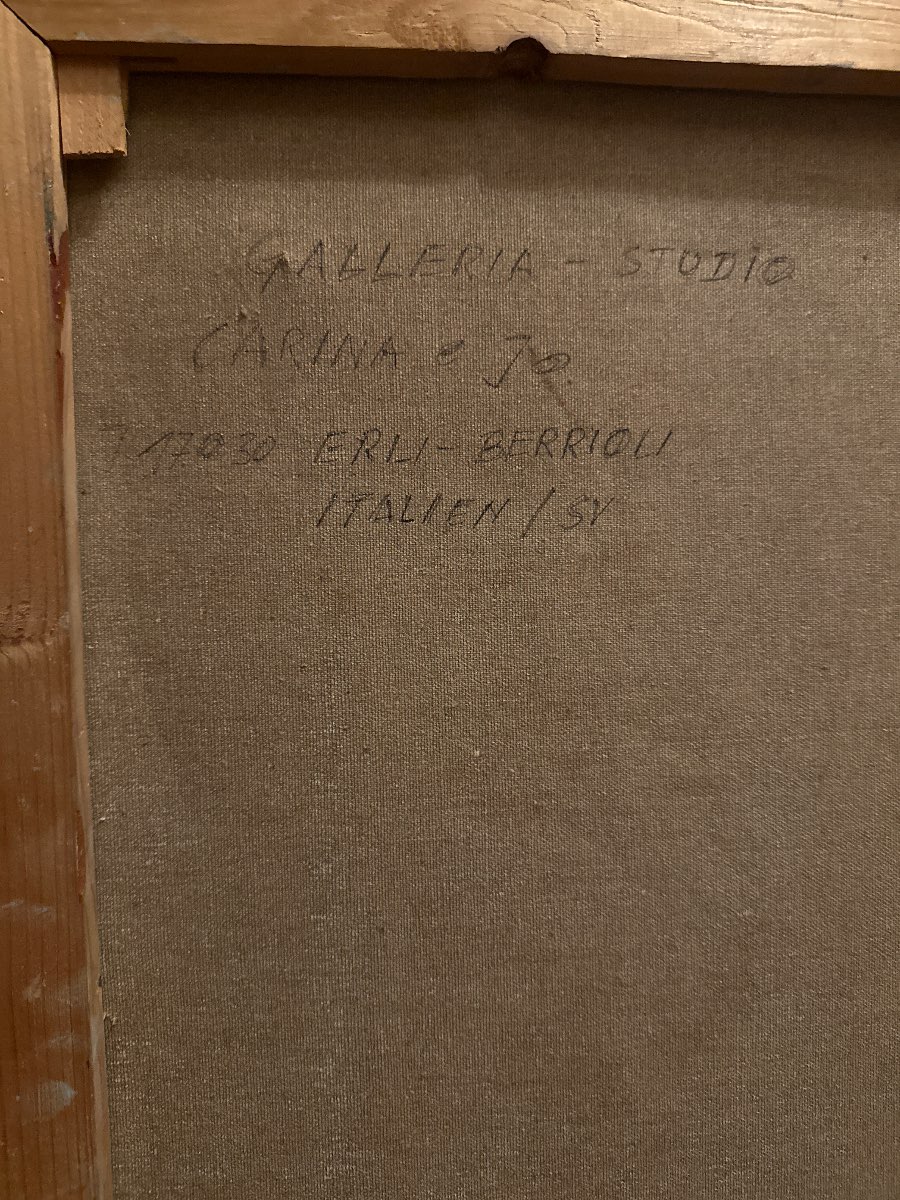 GALLERIA - STUDIO
CARINA e Jo.
17030 ERLI - BERRIOLI
ITALIEN / SV